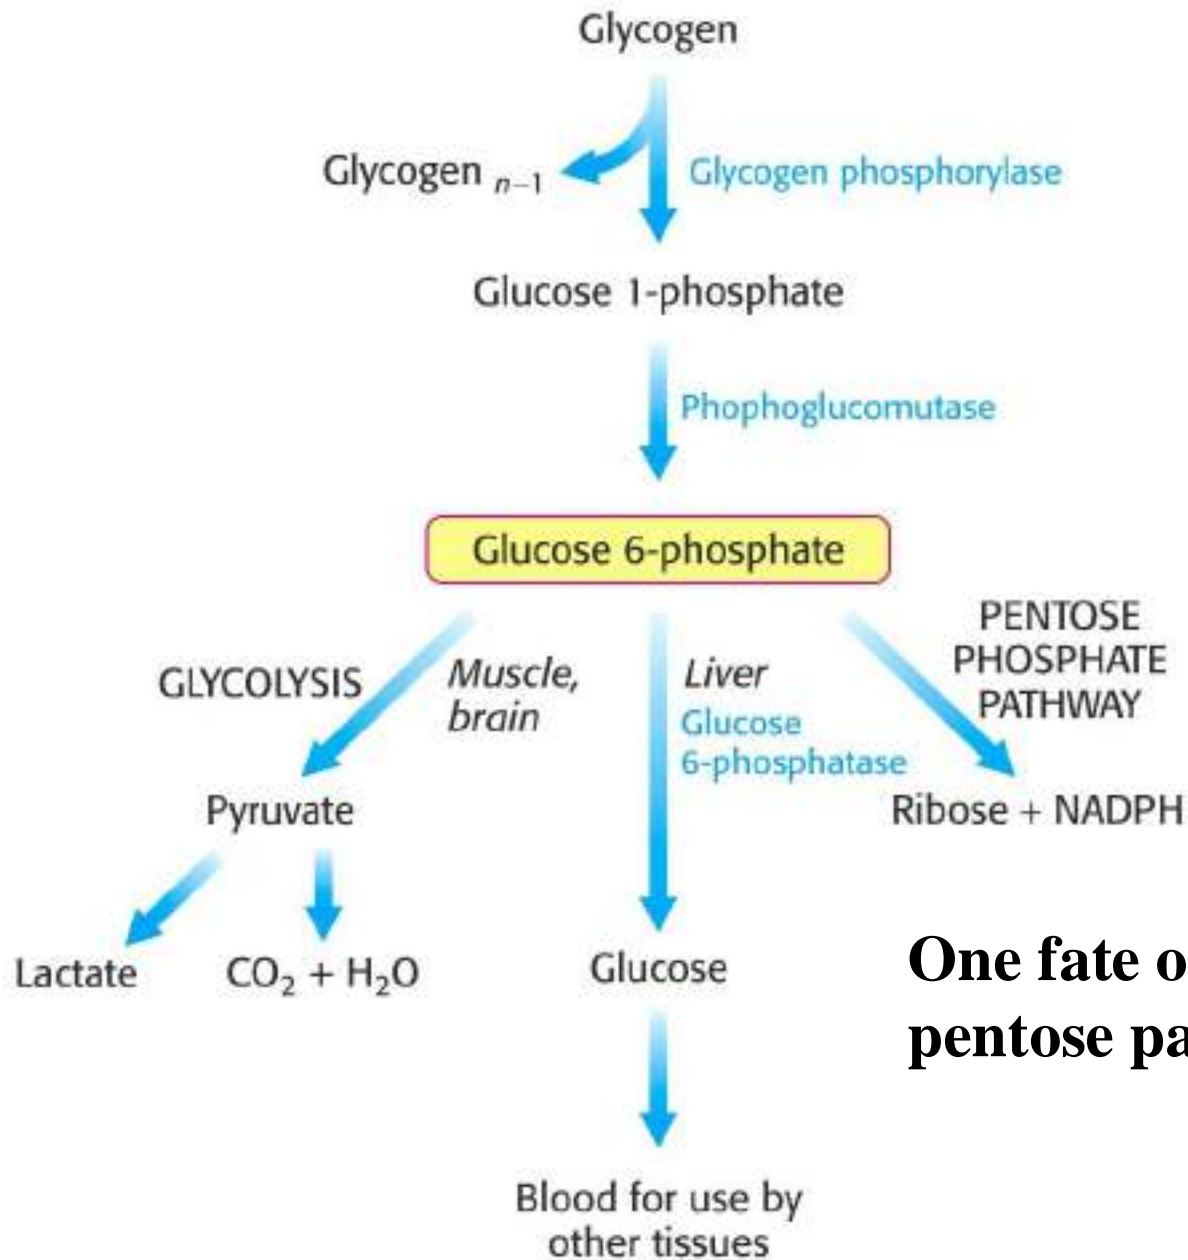 Glycogen
Glycogen n–1
Glycogen phosphorylase
Glucose 1-phosphate
Phophoglucomutase
Glucose 6-phosphate
GLYCOLYSIS
Muscle,
brain
Liver
Glucose
6-phosphatase
PENTOSE
PHOSPHATE
PATHWAY
Pyruvate
Ribose + NADPH
Lactate
CO₂ + H₂O
Glucose
One fate
pentose
Blood for use by
other tissues